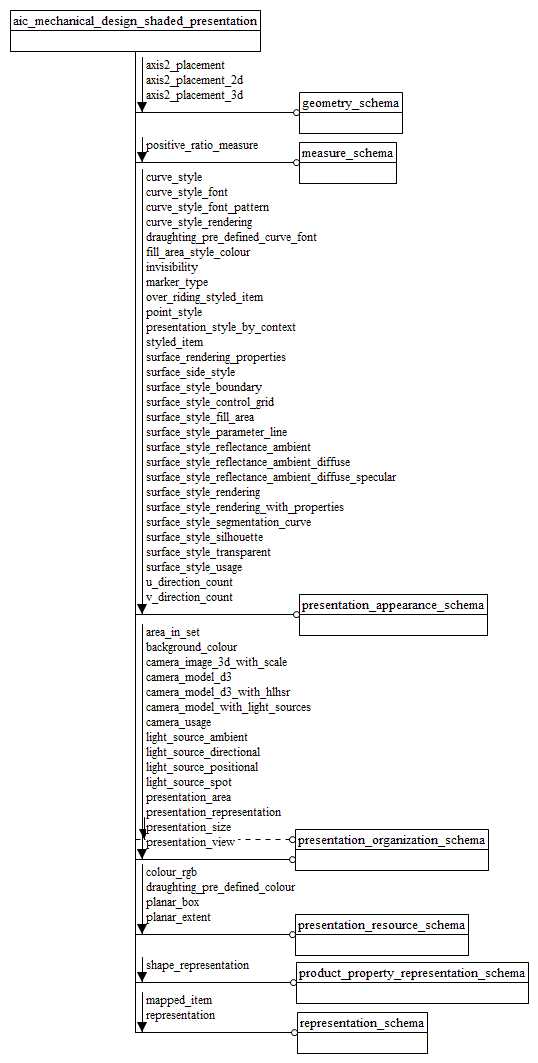 aic_mechanical_design_shaded_presentation
axis2_placement
axis2_placement_2d
axis2_placement_3d
geometry_schema
positive_ratio_measure
measure_schema
curve_style
curve_style_font
curve_style_font_pattern
curve_style_rendering
draughting_pre_defined_curve_font
fill_area_style_colour
invisibility
marker_type
over_riding_styled_item
point_style
presentation_style_by_context
styled_item
surface_rendering_properties
surface_side_style
surface_style_boundary
surface_style_control_grid
surface_style_fill_area
surface_style_parameter_line
surface_style_reflectance_ambient
surface_style_reflectance_ambient_diffuse
surface_style_reflectance_ambient_diffuse_specular
surface_style_rendering
surface_style_rendering_with_properties
surface_style_segmentation_curve
surface_style_silhouette
surface_style_transparent
surface_style_usage
u_direction_count
v_direction_count
presentation_appearance_schema
area_in_set
background_colour
camera_image_3d_with_scale
camera_model_d3
camera_model_d3_with_hlhsr
camera_model_with_light_sources
camera_usage
light_source_ambient
light_source_directional
light_source_positional
light_source_spot
presentation_area
presentation_representation
presentation_size
presentation_view
presentation_organization_schema
colour_rgb
draughting_pre_defined_colour
planar_box
planar_extent
presentation_resource_schema
shape_representation
product_property_representation_schema
mapped_item
representation
representation_schema